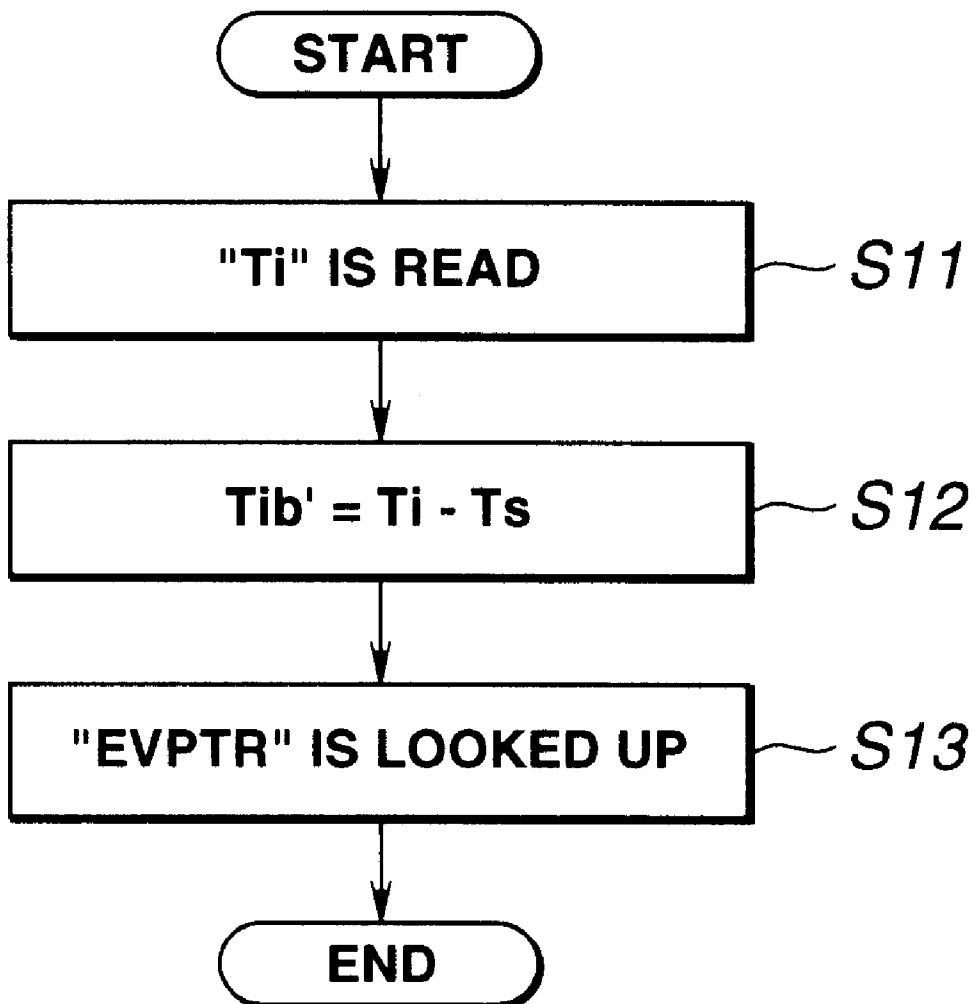 START
"Ti" IS READ
S11
Tib' = Ti - Ts
S12
"EVPTR" IS LOOKED UP
S13
END